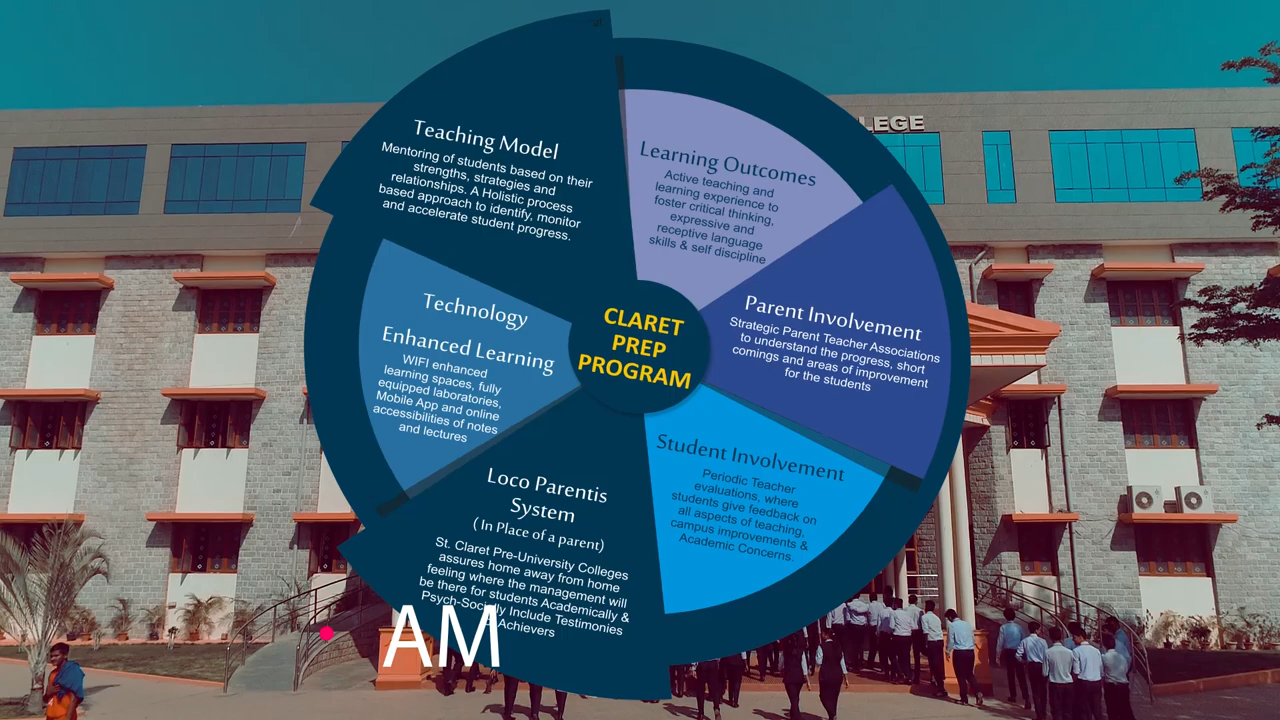 LEGE
Teaching Model
Mentoring of students based on their
strengths, strategies and
relationships. A Holistic process
based approach to identify, monitor
and accelerate student progress.
Learning Outcomes
Active teaching and
learning experience to
foster critical thinking,
expressive and
receptive language
skills & self discipline
Parent Involvement
Strategic Parent Teacher Associations
to understand the progress, short
comings and areas of improvement
for the students
Technology
Enhanced Learning
WIFI enhanced
learning spaces, fully
equipped laboratories,
Mobile App and online
accessibilities of notes
and lectures
CLARET
PREP
PROGRAM
Student Involvement
Periodic Teacher
evaluations, where
students give feedback on
all aspects of teaching,
campus improvements &
Academic Concerns.
Loco Parentis
System
( In Place of a parent)
St. Claret Pre-University Colleges
assures home away from home
feeling where the management will
be there for students Academically &
Psych-Socially Include Testimonies
Achievers
AM